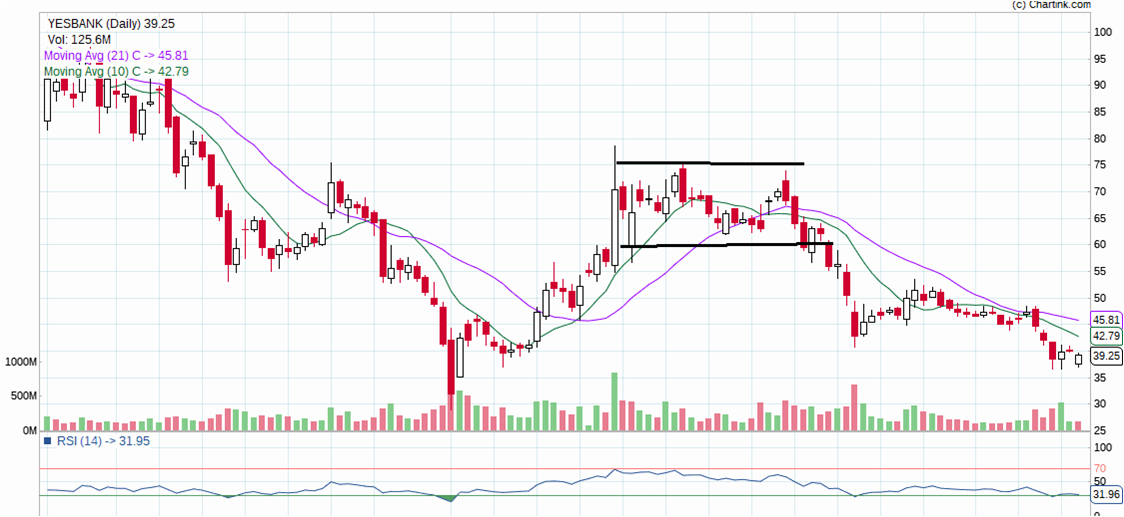 (c) Chartink.com
YESBANK (Daily) 39.25
Vol: 125.6M
Moving Avg (21) C -> 45.81
Moving Avg (10) C -> 42.79
100
95
90
85
80
75
70
65
60
55
50
45.81
42.79
39.25
35
30
25
1000M
500M
0M
RSI (14) -> 31.95
100
70
50
31.96
0